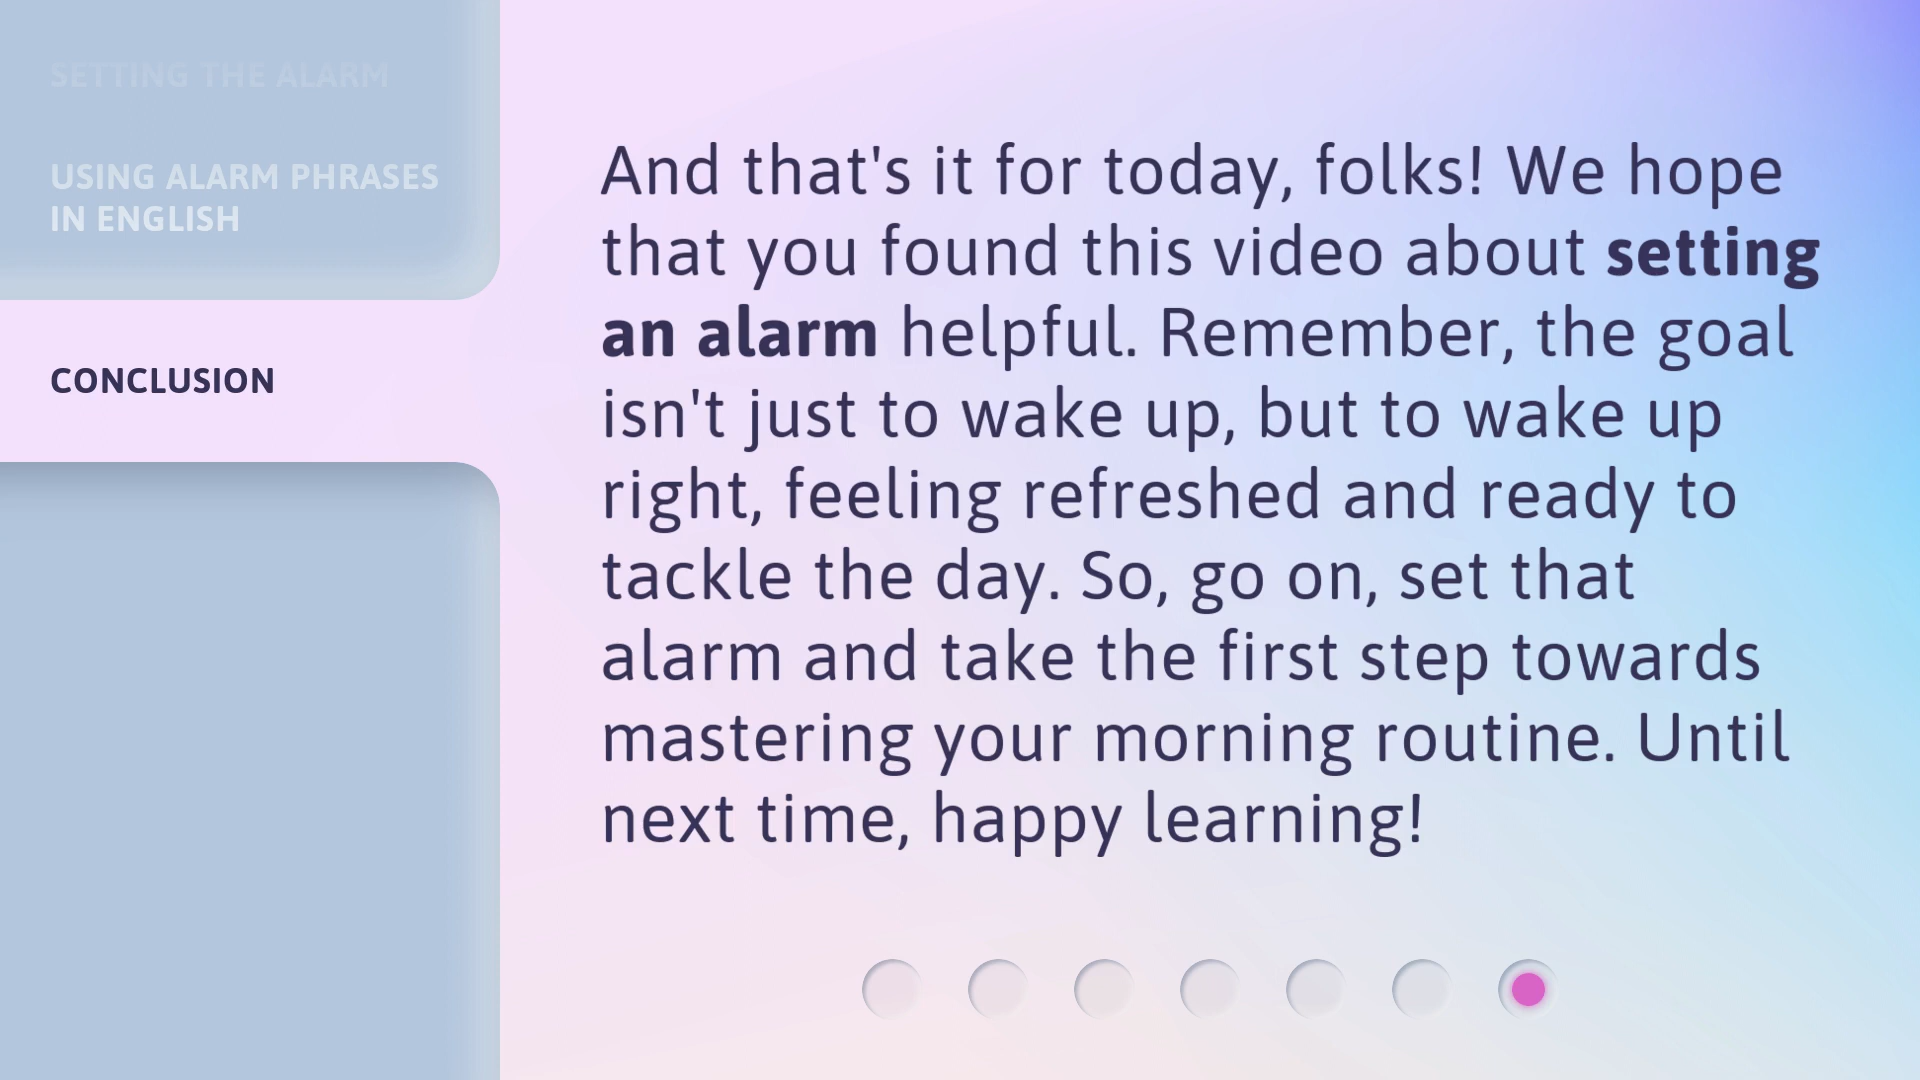 SETTING THE ALARM
USING ALARM PHRASES
IN ENGLISH
CONCLUSION
And that's it for today, folks! We hope
that you found this video about setting
an alarm helpful. Remember, the goal
isn't just to wake up, but to wake up
right, feeling refreshed and ready to
tackle the day. So, go on, set that
alarm and take the first step towards
mastering your morning routine. Until
next time, happy learning!